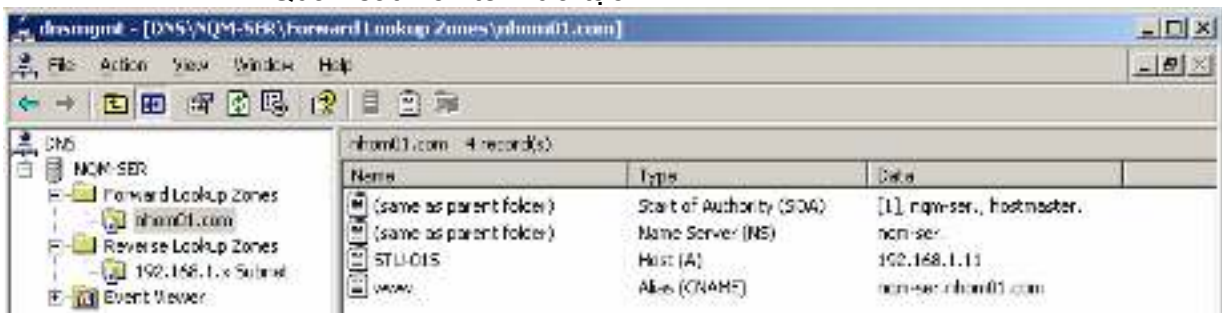 dnsmgmt - [DNS\NQM-SER\Forward Lookup Zones\nhom01.com]
File Action View Window Help
DNS
NQM-SER
Forward Lookup Zones
nhom01.com
Reverse Lookup Zones
192.168.1.x Subnet
Event Viewer
nhom01.com 4 record(s)
Name Type Data
(same as parent folder) Start of Authority (SOA) [1], nqm-ser., hostmaster.
(same as parent folder) Name Server (NS) nqm-ser.
STU-015 Host (A) 192.168.1.11
www Alias (CNAME) nqm-ser.nhom01.com